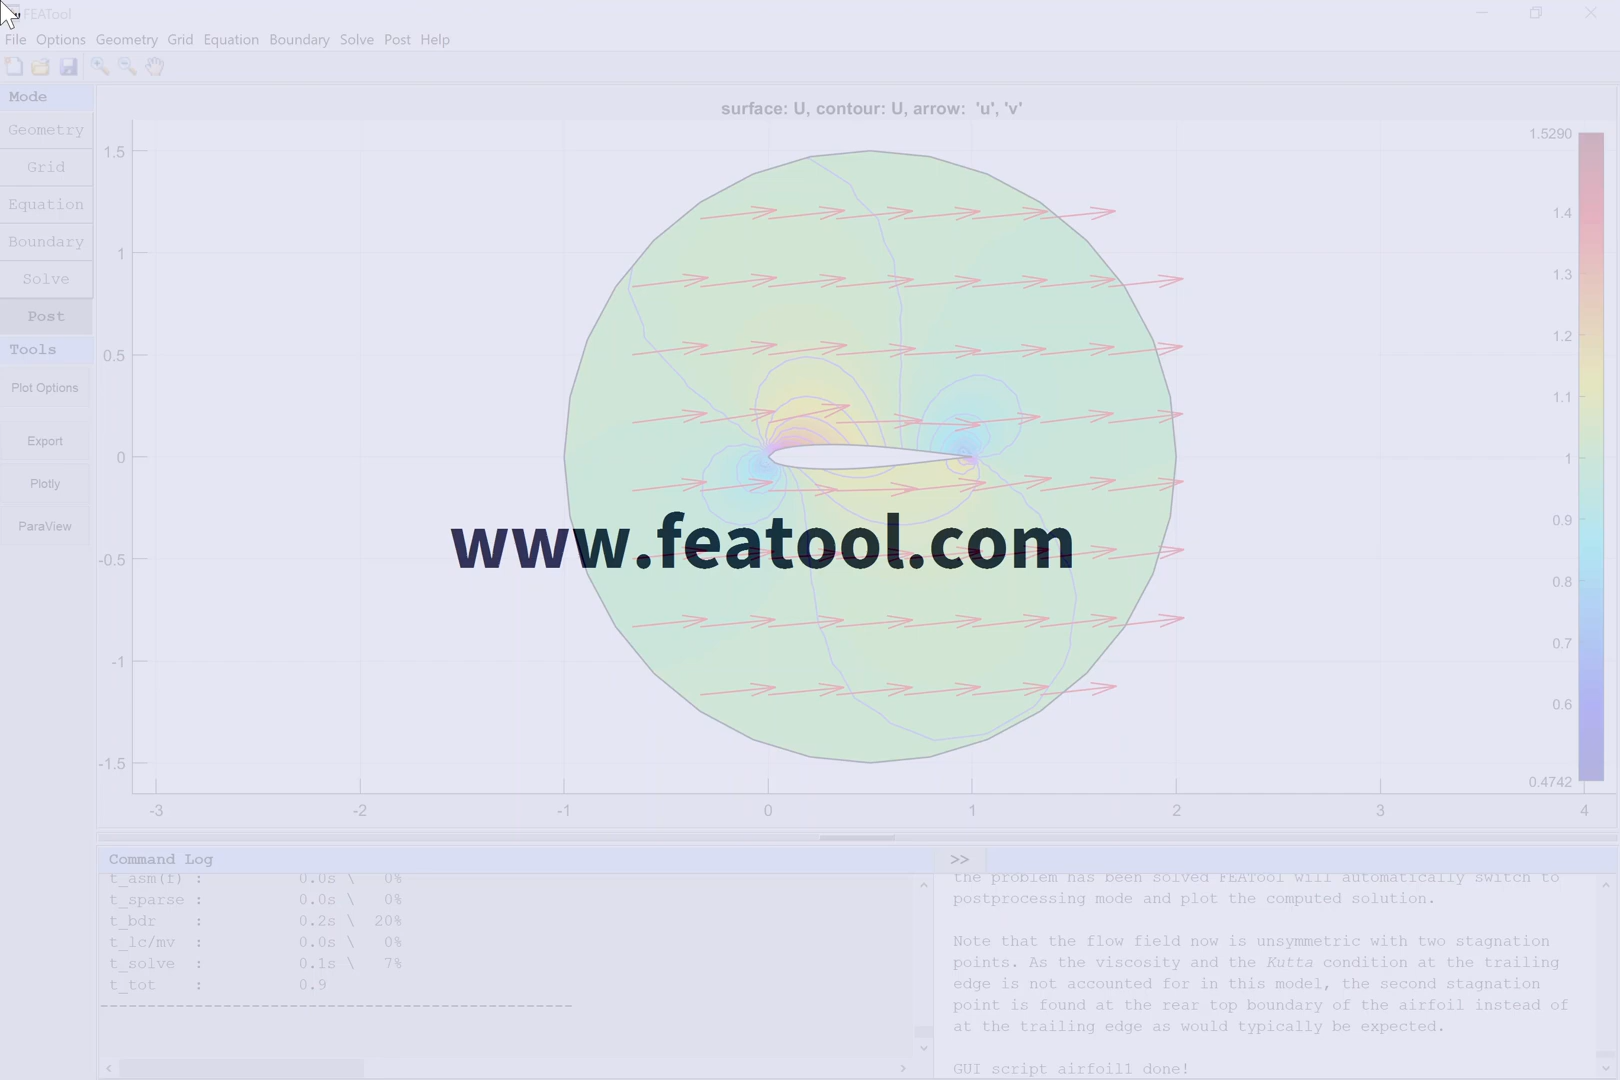 FEATool
File Options Geometry Grid Equation Boundary Solve Post Help
Mode
Geometry
Grid
Equation
Boundary
Solve
Post
Tools
Plot Options
Export
Plotly
ParaView
surface: U, contour: U, arrow: 'u', 'v'
1.5
1
0.5
0
-0.5
-1
-1.5
-3 -2 -1 0 1 2 3 4
1.5290
1.4
1.3
1.2
1.1
1
0.9
0.8
0.7
0.6
0.4742
www.featool.com
Command Log
t_asm(f) : 0.0s \ 0%
t_sparse : 0.0s \ 0%
t_bdr : 0.2s \ 20%
t_lc/mv : 0.0s \ 0%
t_solve : 0.1s \ 7%
t_tot : 0.9
---------------------------------------------
>>
the problem has been solved FEATool will automatically switch to
postprocessing mode and plot the computed solution.
Note that the flow field now is unsymmetric with two stagnation
points. As the viscosity and the Kutta condition at the trailing
edge is not accounted for in this model, the second stagnation
point is found at the rear top boundary of the airfoil instead of
at the trailing edge as would typically be expected.
GUI script airfoil1 done!